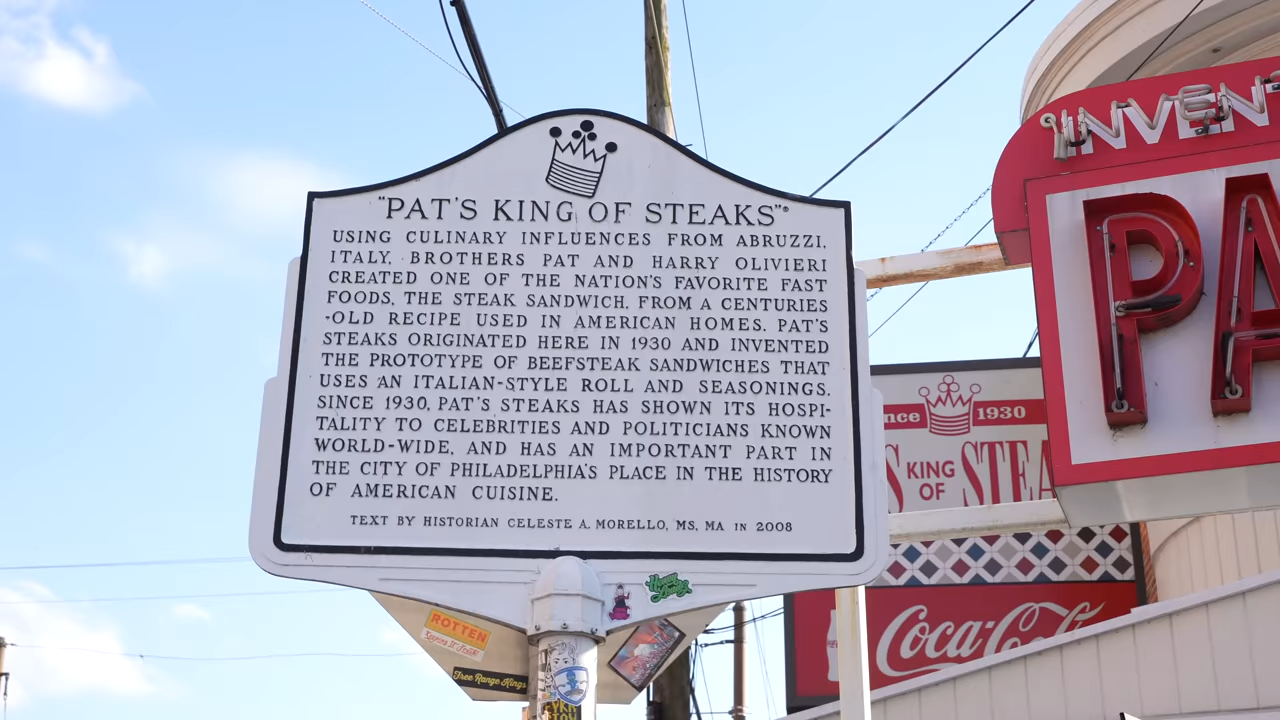 "PAT'S KING OF STEAKS"®
USING CULINARY INFLUENCES FROM ABRUZZI,
ITALY, BROTHERS PAT AND HARRY OLIVIERI
CREATED ONE OF THE NATION'S FAVORITE FAST
FOODS, THE STEAK SANDWICH, FROM A CENTURIES
-OLD RECIPE USED IN AMERICAN HOMES. PAT'S
STEAKS ORIGINATED HERE IN 1930 AND INVENTED
THE PROTOTYPE OF BEEFSTEAK SANDWICHES THAT
USES AN ITALIAN-STYLE ROLL AND SEASONINGS.
SINCE 1930, PAT'S STEAKS HAS SHOWN ITS HOSPI-
TALITY TO CELEBRITIES AND POLITICIANS KNOWN
WORLD-WIDE, AND HAS AN IMPORTANT PART IN
THE CITY OF PHILADELPHIA'S PLACE IN THE HISTORY
OF AMERICAN CUISINE.
TEXT BY HISTORIAN CELESTE A. MORELLO, MS, MA IN 2008
INVENT
PA
nce 1930
S KING OF STEA
Coca-Cola
ROTTEN
Free Range Kings